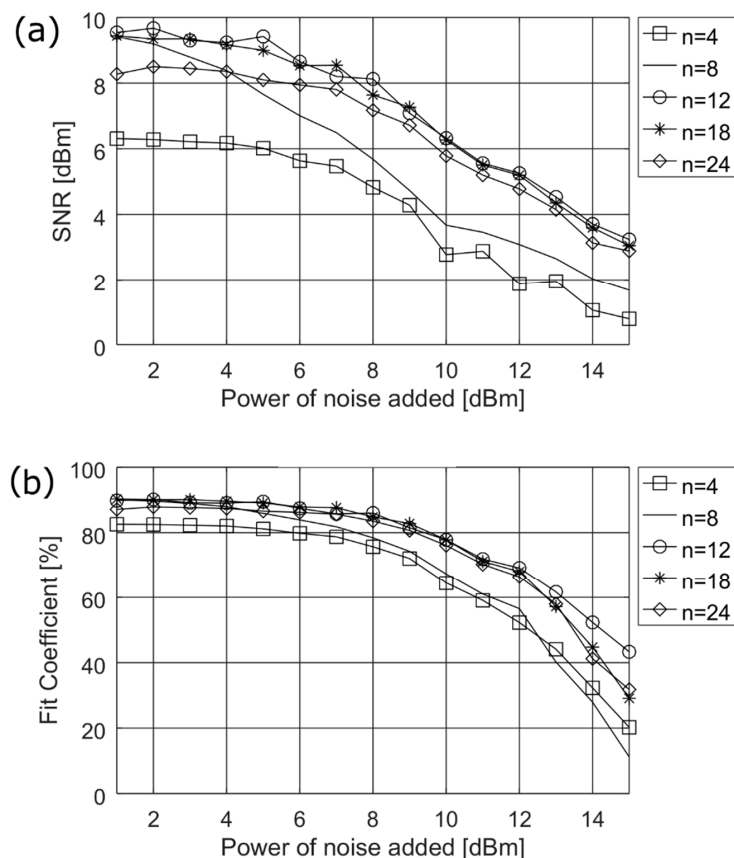 (a)
SNR [dBm]
10
8
6
4
2
0
2 4 6 8 10 12 14
Power of noise added [dBm]
n=4
n=8
n=12
n=18
n=24
(b)
Fit Coefficient [%]
100
80
60
40
20
0
2 4 6 8 10 12 14
Power of noise added [dBm]
n=4
n=8
n=12
n=18
n=24